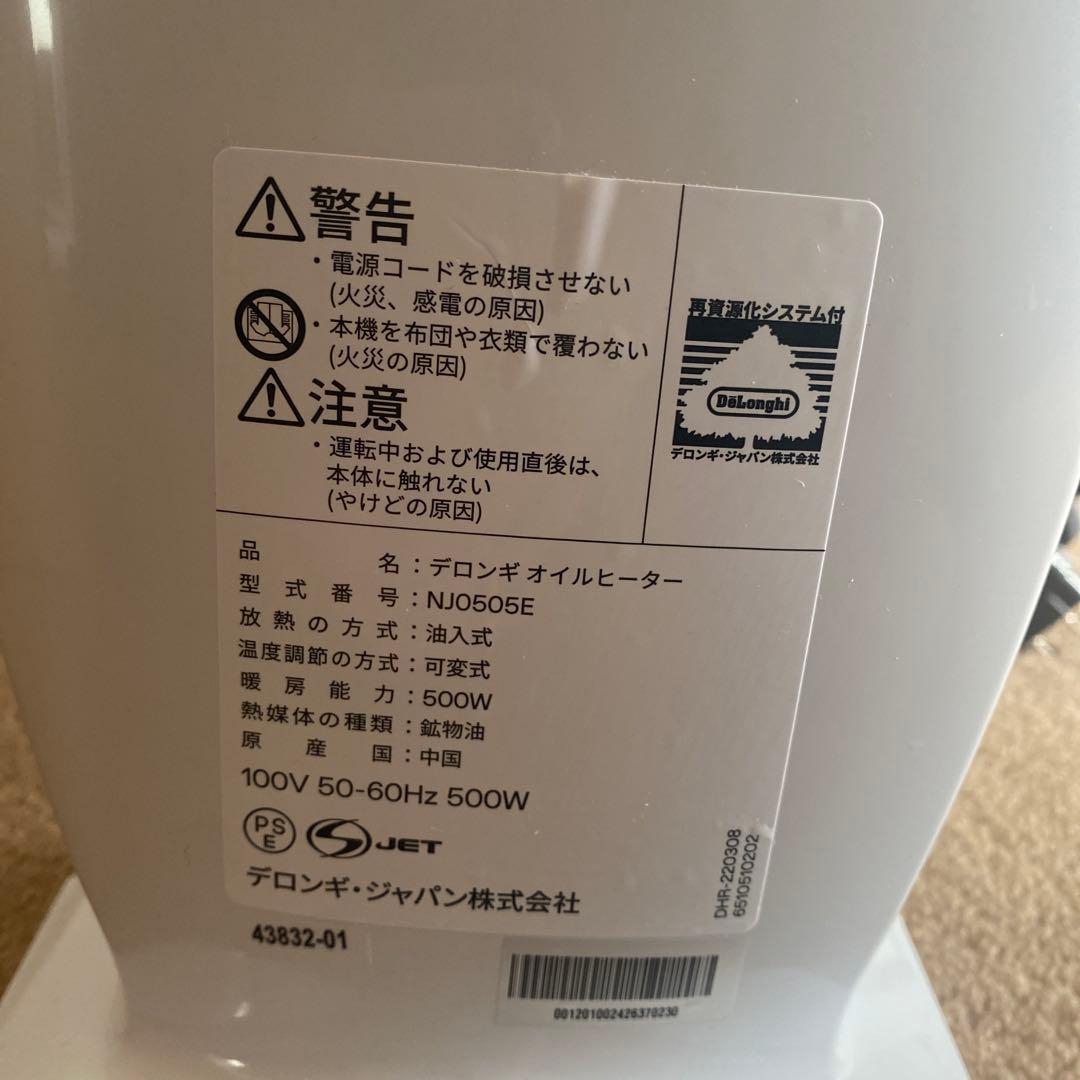 警告
・電源コードを破損させない
(火災、感電の原因)
・本機を布団や衣類で覆わない
(火災の原因)
注意
・運転中および使用直後は、
本体に触れない
(やけどの原因)
再資源化システム付
DeLonghi
デロンギ・ジャパン株式会社
品名：デロンギ オイルヒーター
型式番号：NJ0505E
放熱の方式：油入式
温度調節の方式：可変式
暖房能力：500W
熱媒体の種類：鉱物油
原産国：中国
100V 50-60Hz 500W
PSE JET
デロンギ・ジャパン株式会社
DHR-220308
6510510202
43832-01
001201002426370230